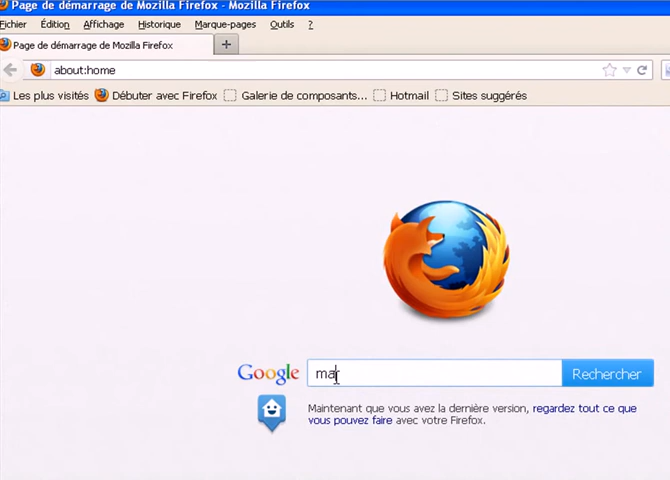 Page de démarrage de Mozilla Firefox - Mozilla Firefox
Fichier Édition Affichage Historique Marque-pages Outils ?
Page de démarrage de Mozilla Firefox +
about:home
Les plus visités Débuter avec Firefox Galerie de composants... Hotmail Sites suggérés
Google mar Rechercher
Maintenant que vous avez la dernière version, regardez tout ce que
vous pouvez faire avec votre Firefox.